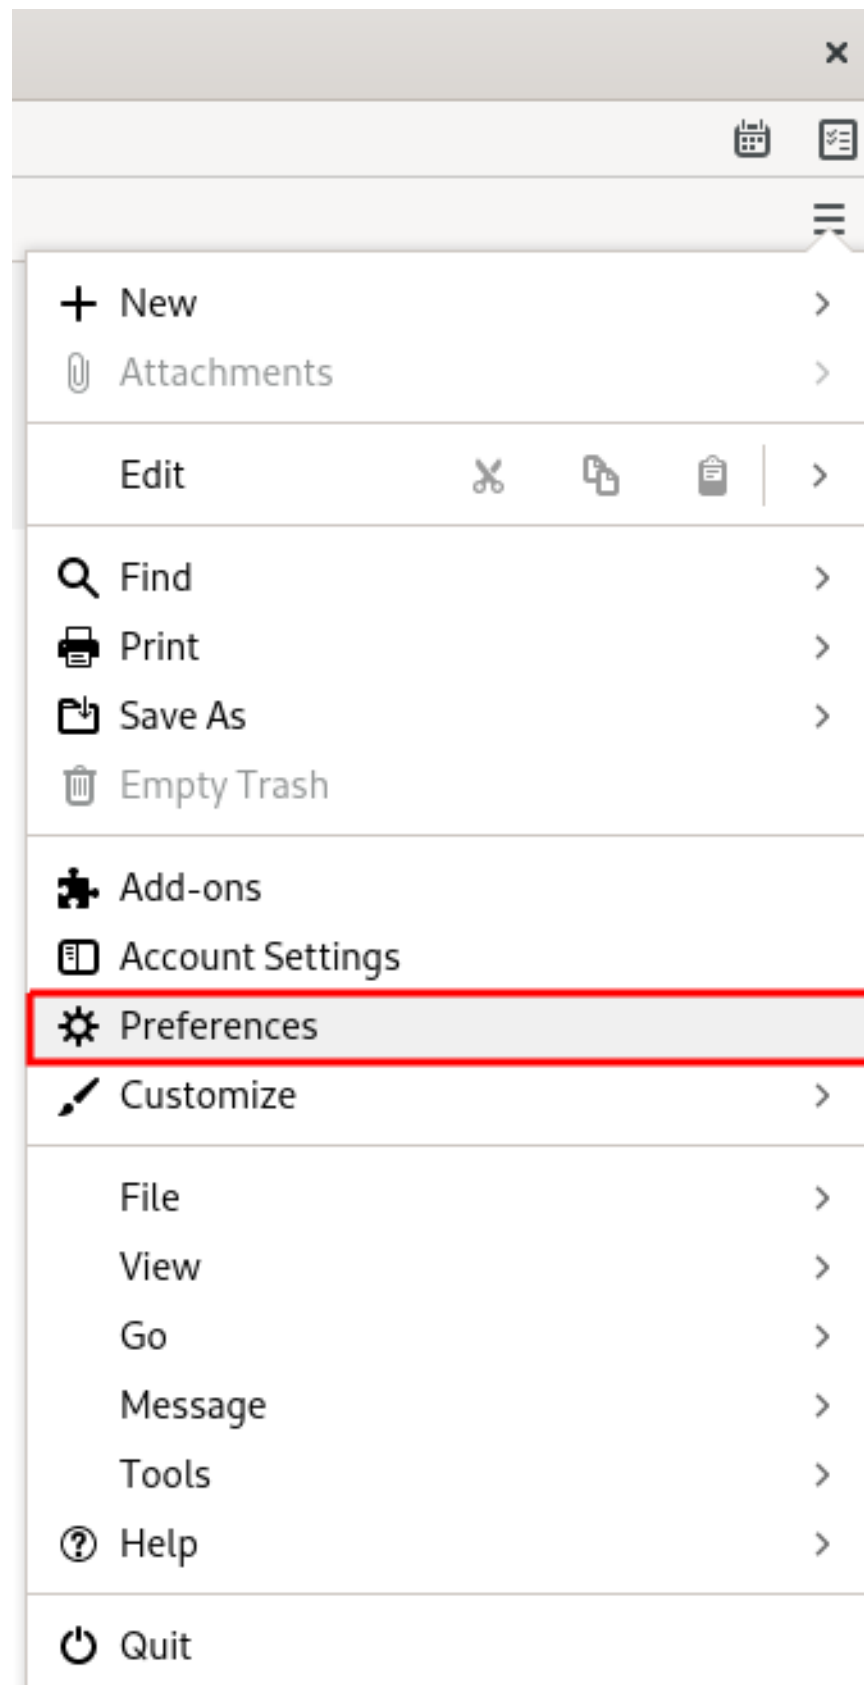 New
Attachments
Edit
Find
Print
Save As
Empty Trash
Add-ons
Account Settings
Preferences
Customize
File
View
Go
Message
Tools
Help
Quit